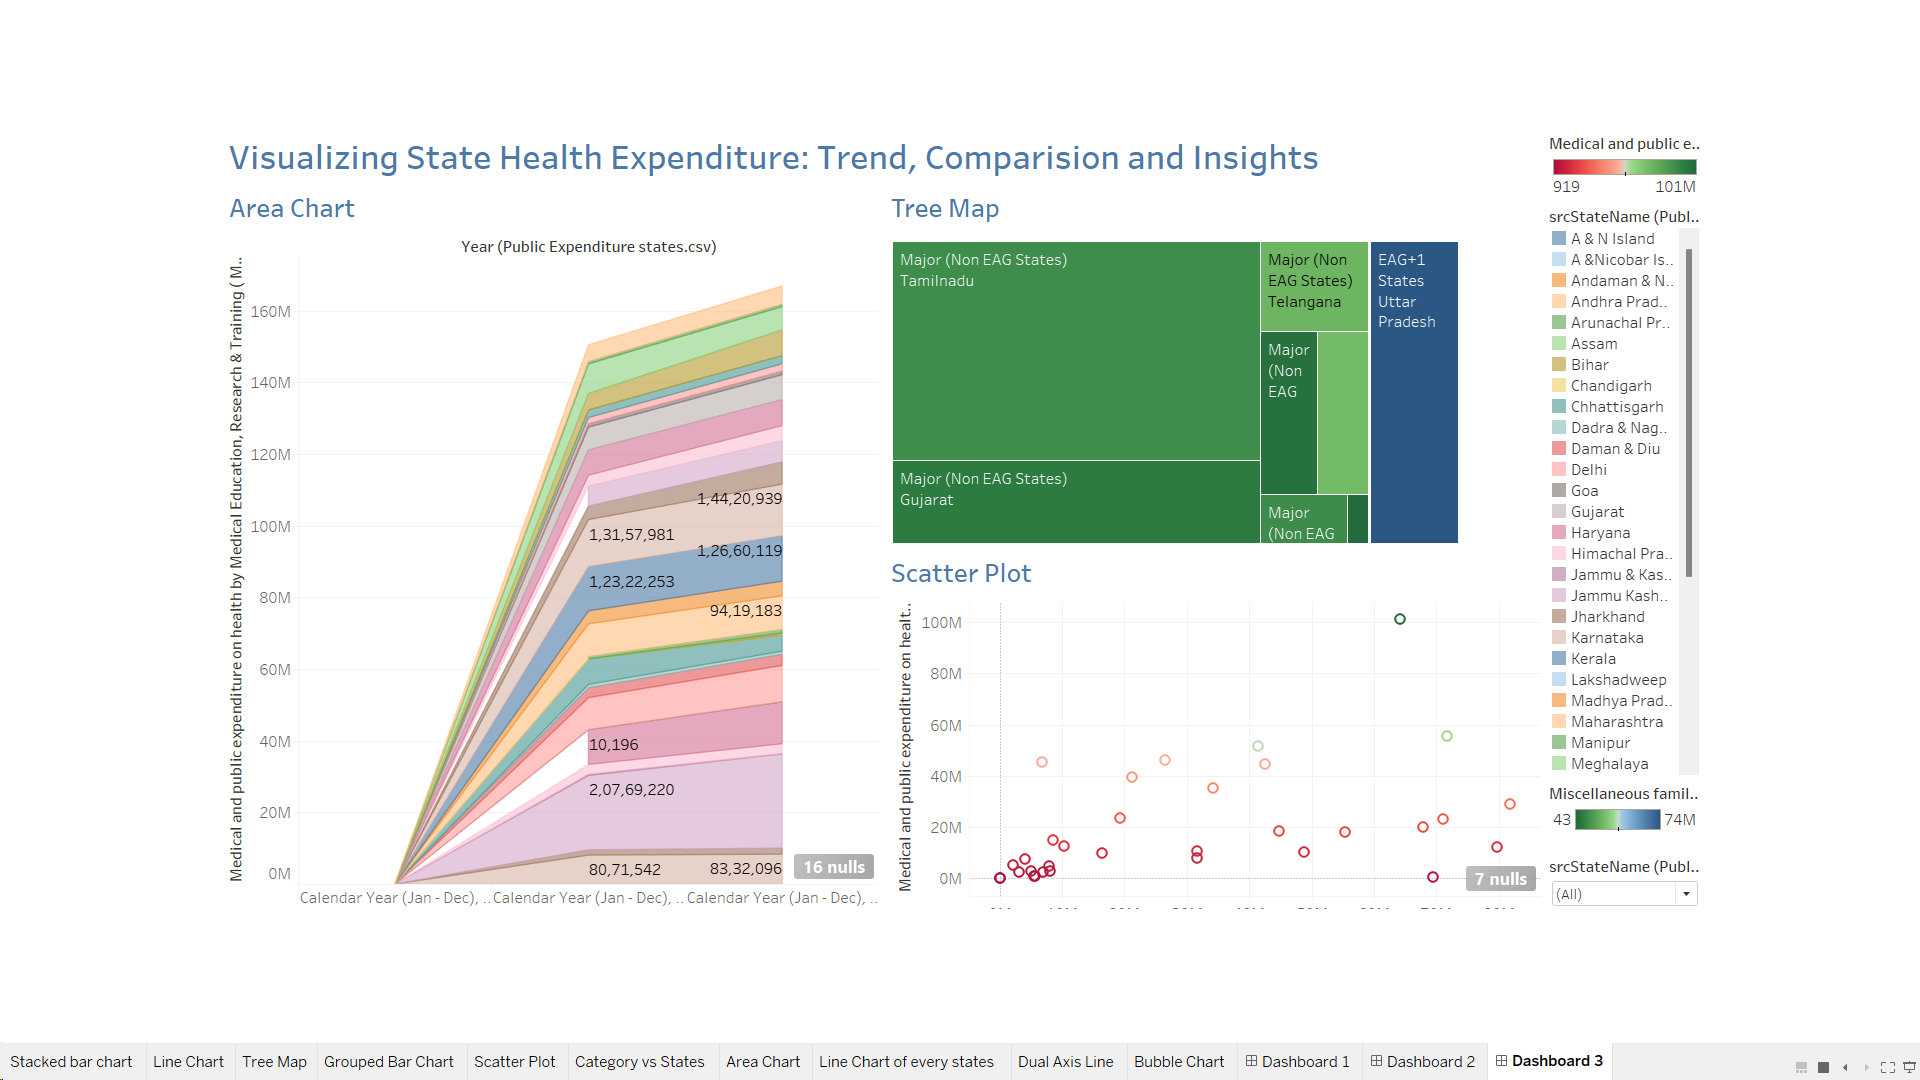 Visualizing State Health Expenditure: Trend, Comparision and Insights
Area Chart
Year (Public Expenditure states.csv)
Medical and public expenditure on health by Medical Education, Research & Training ( M..
160M
140M
120M
100M
80M
60M
40M
20M
0M
1,44,20,939
1,31,57,981
1,26,60,119
1,23,22,253
94,19,183
10,196
2,07,69,220
80,71,542
83,32,096
16 nulls
Calendar Year (Jan - Dec), ..
Calendar Year (Jan - Dec), ..
Calendar Year (Jan - Dec), ..
Tree Map
Major (Non EAG States)
Tamilnadu
Major (Non EAG States)
Gujarat
Major (Non
EAG States)
Telangana
Major
(Non
EAG
Major
(Non EAG
EAG+1
States
Uttar
Pradesh
Scatter Plot
Medical and public expenditure on healt..
100M
80M
60M
40M
20M
0M
7 nulls
Medical and public e..
919 101M
srcStateName (Publ..
A & N Island
A &Nicobar Is..
Andaman & N..
Andhra Prad..
Arunachal Pr..
Assam
Bihar
Chandigarh
Chhattisgarh
Dadra & Nag..
Daman & Diu
Delhi
Goa
Gujarat
Haryana
Himachal Pra..
Jammu & Kas..
Jammu Kash..
Jharkhand
Karnataka
Kerala
Lakshadweep
Madhya Prad..
Maharashtra
Manipur
Meghalaya
Miscellaneous famil..
43 74M
srcStateName (Publ..
(All)
Stacked bar chart Line Chart Tree Map Grouped Bar Chart Scatter Plot Category vs States Area Chart Line Chart of every states Dual Axis Line Bubble Chart Dashboard 1 Dashboard 2 Dashboard 3